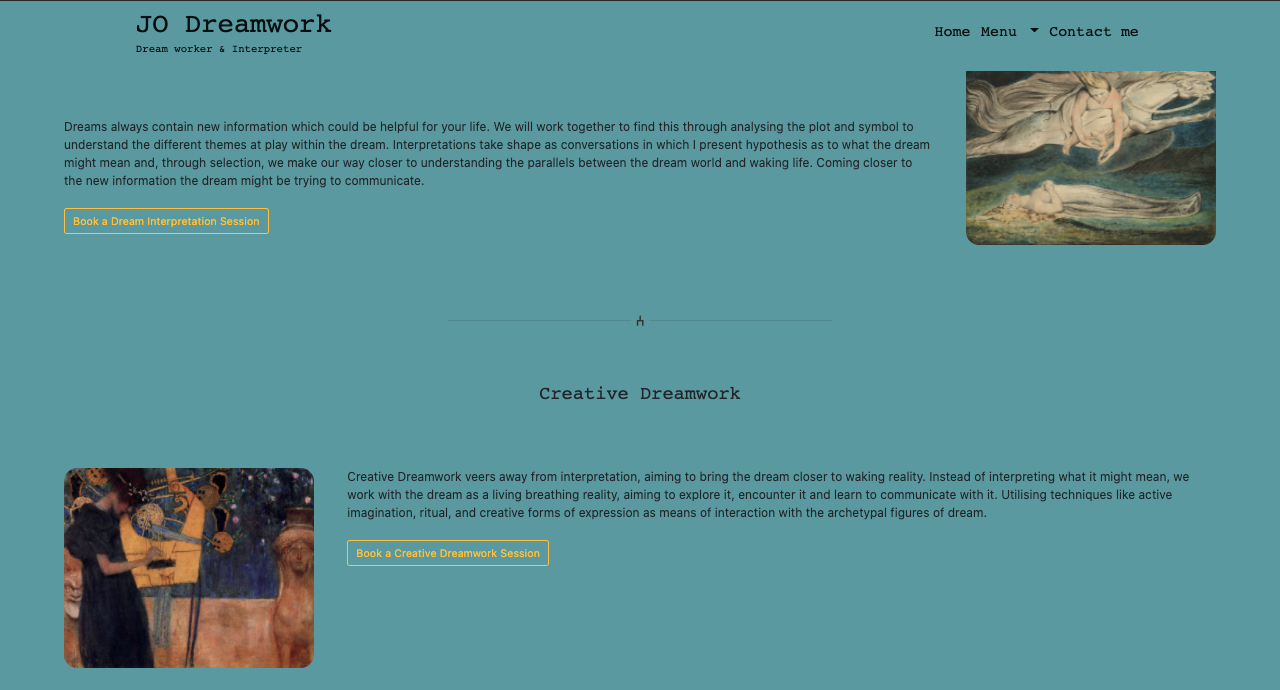 JO Dreamwork
Dream worker & Interpreter
Home Menu Contact me
Dreams always contain new information which could be helpful for your life. We will work together to find this through analysing the plot and symbol to
understand the different themes at play within the dream. Interpretations take shape as conversations in which I present hypothesis as to what the dream
might mean and, through selection, we make our way closer to understanding the parallels between the dream world and waking life. Coming closer to
the new information the dream might be trying to communicate.
Book a Dream Interpretation Session
Creative Dreamwork
Creative Dreamwork veers away from interpretation, aiming to bring the dream closer to waking reality. Instead of interpreting what it might mean, we
work with the dream as a living breathing reality, aiming to explore it, encounter it and learn to communicate with it. Utilising techniques like active
imagination, ritual, and creative forms of expression as means of interaction with the archetypal figures of dream.
Book a Creative Dreamwork Session